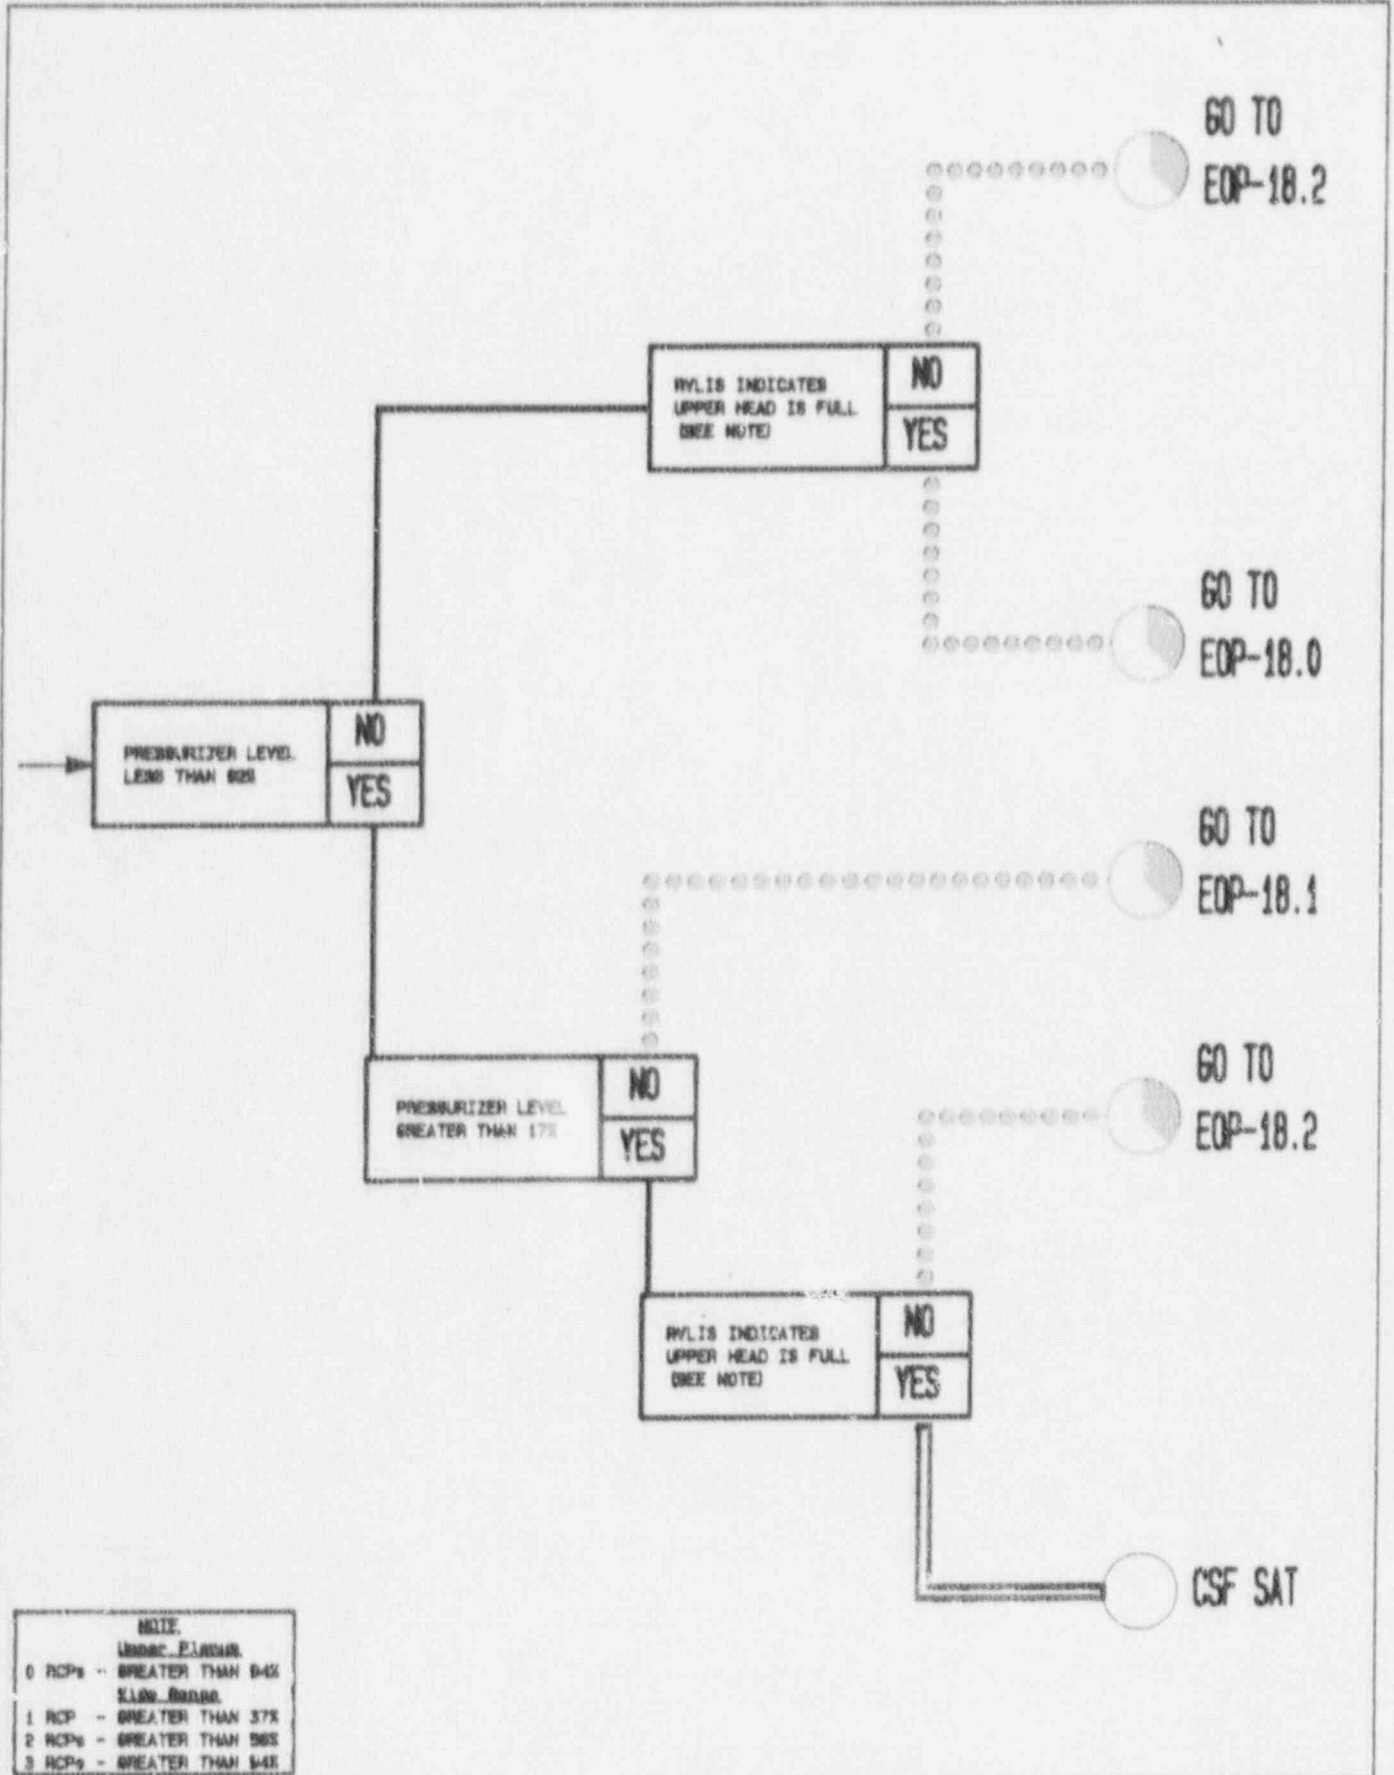 GO TO
EOP-18.2
RVLIS INDICATES
UPPER HEAD IS FULL
(SEE NOTE)
NO
YES
GO TO
EOP-18.0
PRESSURIZER LEVEL
LESS THAN
NO
YES
GO TO
EOP-18.1
PRESSURIZER LEVEL
GREATER THAN 17%
NO
YES
GO TO
EOP-18.2
RVLIS INDICATES
UPPER HEAD IS FULL
(SEE NOTE)
NO
YES
CSF SAT
NOTE
Upper Plenum
0 RCPs - GREATER THAN
Wide Range
1 RCP - GREATER THAN 37%
2 RCPs - GREATER THAN
3 RCPs - GREATER THAN